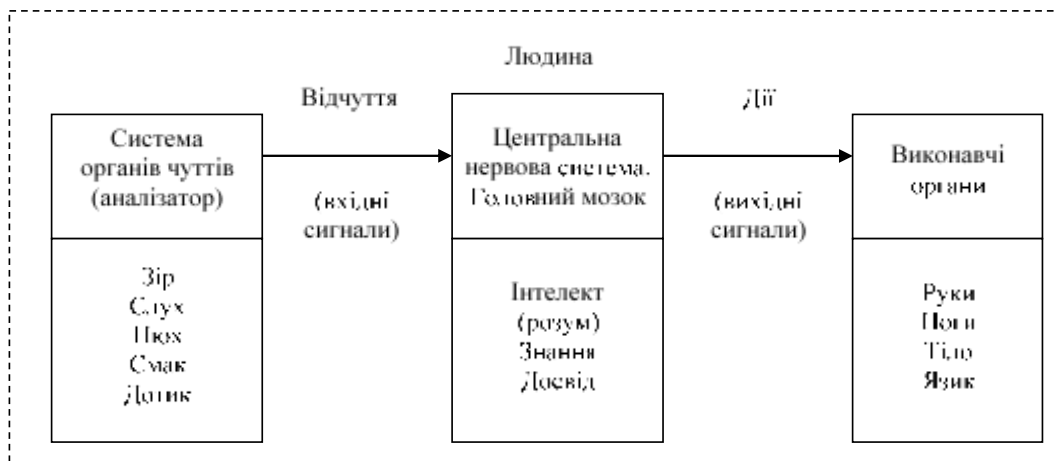 Людина
Відчуття
Дії
Система
органів чуттів
(аналізатор)
(вхідні
сигнали)
Центральна
нервова система.
Головний мозок
(вихідні
сигнали)
Виконавчі
органи
Зір
Слух
Нюх
Смак
Дотик
Інтелект
(розум)
Знання
Досвід
Руки
Ноги
Тіло
Язик